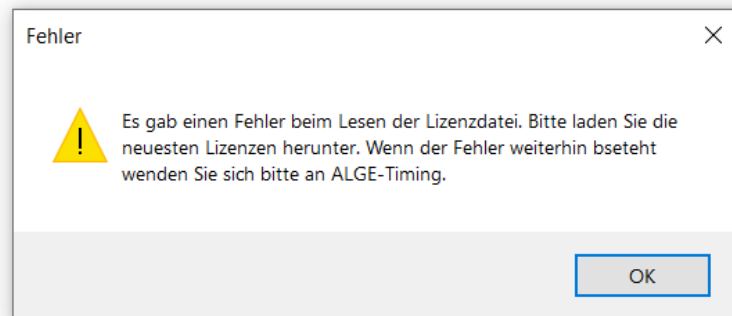 Fehler
Es gab einen Fehler beim Lesen der Lizenzdatei. Bitte laden Sie die
neuesten Lizenzen herunter. Wenn der Fehler weiterhin bseteht
wenden Sie sich bitte an ALGE-Timing.
OK